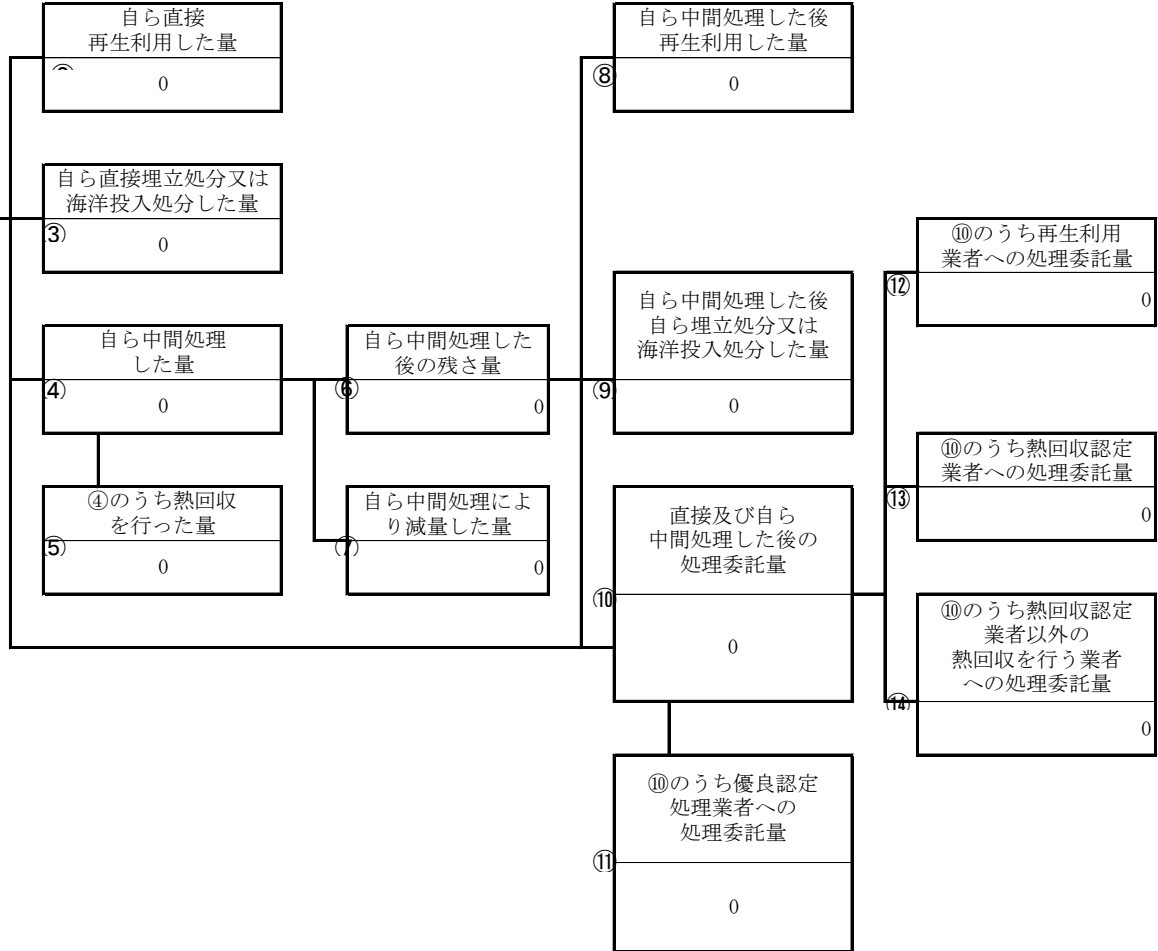 自ら直接
再生利用した量
0
自ら直接埋立処分又は
海洋投入処分した量
③
0
自ら中間処理
した量
④
0
④のうち熱回収
を行った量
⑤
0
自ら中間処理した
後の残さ量
⑥
0
自ら中間処理によ
り減量した量
⑦
0
自ら中間処理した後
再生利用した量
⑧
0
自ら中間処理した後
自ら埋立処分又は
海洋投入処分した量
⑨
0
直接及び自ら
中間処理した後の
処理委託量
⑩
0
⑩のうち優良認定
処理業者への
処理委託量
⑪
0
⑩のうち再生利用
業者への処理委託量
⑫
0
⑩のうち熱回収認定
業者への処理委託量
⑬
0
⑩のうち熱回収認定
業者以外の
熱回収を行う業者
への処理委託量
⑭
0